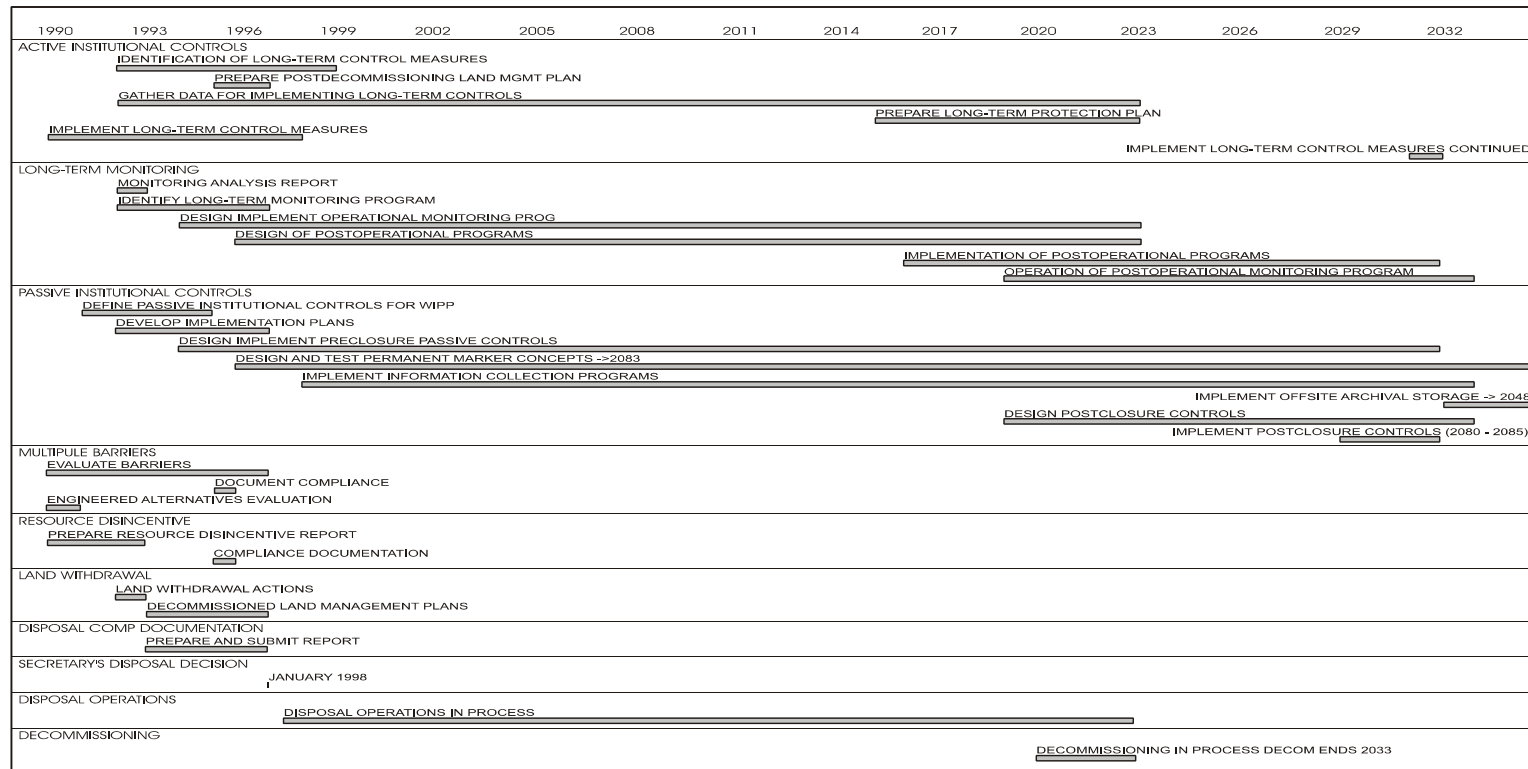 1990 1993 1996 1999 2002 2005 2008 2011 2014 2017 2020 2023 2026 2029 2032
ACTIVE INSTITUTIONAL CONTROLS
IDENTIFICATION OF LONG-TERM CONTROL MEASURES
PREPARE POSTDECOMMISSIONING LAND MGMT PLAN
GATHER DATA FOR IMPLEMENTING LONG-TERM CONTROLS
PREPARE LONG-TERM PROTECTION PLAN
IMPLEMENT LONG-TERM CONTROL MEASURES
IMPLEMENT LONG-TERM CONTROL MEASURES CONTINUED
LONG-TERM MONITORING
MONITORING ANALYSIS REPORT
IDENTIFY LONG-TERM MONITORING PROGRAM
DESIGN IMPLEMENT OPERATIONAL MONITORING PROG
DESIGN OF POSTOPERATIONAL PROGRAMS
IMPLEMENTATION OF POSTOPERATIONAL PROGRAMS
OPERATION OF POSTOPERATIONAL MONITORING PROGRAM
PASSIVE INSTITUTIONAL CONTROLS
DEFINE PASSIVE INSTITUTIONAL CONTROLS FOR WIPP
DEVELOP IMPLEMENTATION PLANS
DESIGN IMPLEMENT PRECLOSURE PASSIVE CONTROLS
DESIGN AND TEST PERMANENT MARKER CONCEPTS ->2083
IMPLEMENT INFORMATION COLLECTION PROGRAMS
IMPLEMENT OFFSITE ARCHIVAL STORAGE -> 2048
DESIGN POSTCLOSURE CONTROLS
IMPLEMENT POSTCLOSURE CONTROLS (2080 - 2085)
MULTIPULE BARRIERS
EVALUATE BARRIERS
DOCUMENT COMPLIANCE
ENGINEERED ALTERNATIVES EVALUATION
RESOURCE DISINCENTIVE
PREPARE RESOURCE DISINCENTIVE REPORT
COMPLIANCE DOCUMENTATION
LAND WITHDRAWAL
LAND WITHDRAWAL ACTIONS
DECOMMISSIONED LAND MANAGEMENT PLANS
DISPOSAL COMP DOCUMENTATION
PREPARE AND SUBMIT REPORT
SECRETARY'S DISPOSAL DECISION
JANUARY 1998
DISPOSAL OPERATIONS
DISPOSAL OPERATIONS IN PROCESS
DECOMMISSIONING
DECOMMISSIONING IN PROCESS DECOM ENDS 2033